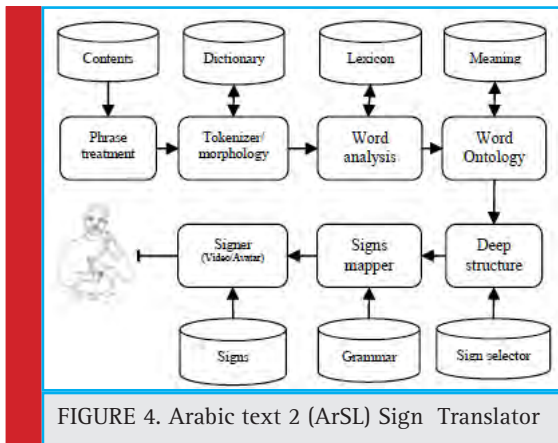 Contents
Dictionary
Lexicon
Meaning
Phrase
treatment
Tokenizer/
morphology
Word
analysis
Word
Ontology
Signer
(Video/Avatar)
Signs
mapper
Deep
structure
Signs
Grammar
Sign selector
FIGURE 4. Arabic text 2 (ArSL) Sign Translator